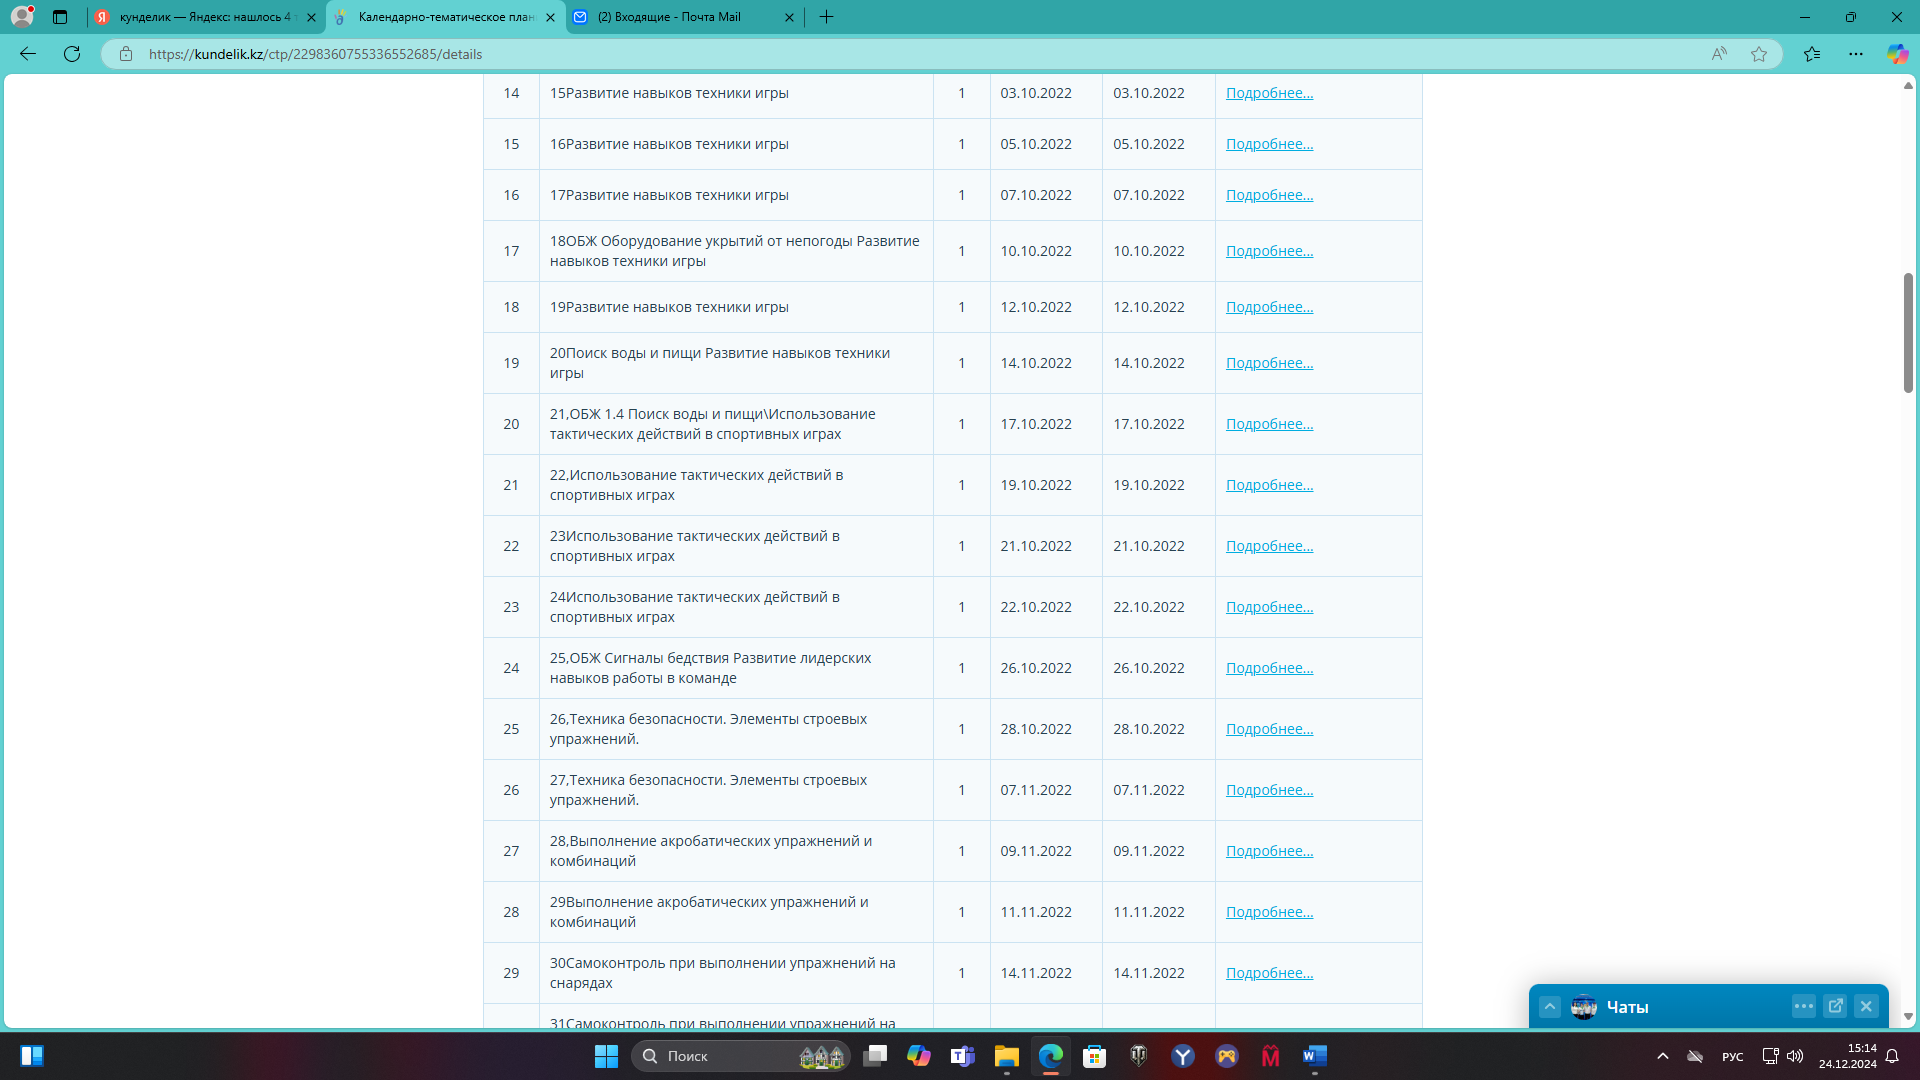 кунделик — Яндекс: нашлось 4 т
Календарно-тематическое план
(2) Входящие - Почта Mail
https://kundelik.kz/ctp/2298360755336552685/details
14 15Развитие навыков техники игры 1 03.10.2022 03.10.2022 Подробнее...
15 16Развитие навыков техники игры 1 05.10.2022 05.10.2022 Подробнее...
16 17Развитие навыков техники игры 1 07.10.2022 07.10.2022 Подробнее...
17 18ОБЖ Оборудование укрытий от непогоды Развитие
навыков техники игры 1 10.10.2022 10.10.2022 Подробнее...
18 19Развитие навыков техники игры 1 12.10.2022 12.10.2022 Подробнее...
19 20Поиск воды и пищи Развитие навыков техники
игры 1 14.10.2022 14.10.2022 Подробнее...
20 21,ОБЖ 1.4 Поиск воды и пищи\Использование
тактических действий в спортивных играх 1 17.10.2022 17.10.2022 Подробнее...
21 22,Использование тактических действий в
спортивных играх 1 19.10.2022 19.10.2022 Подробнее...
22 23Использование тактических действий в
спортивных играх 1 21.10.2022 21.10.2022 Подробнее...
23 24Использование тактических действий в
спортивных играх 1 22.10.2022 22.10.2022 Подробнее...
24 25,ОБЖ Сигналы бедствия Развитие лидерских
навыков работы в команде 1 26.10.2022 26.10.2022 Подробнее...
25 26,Техника безопасности. Элементы строевых
упражнений. 1 28.10.2022 28.10.2022 Подробнее...
26 27,Техника безопасности. Элементы строевых
упражнений. 1 07.11.2022 07.11.2022 Подробнее...
27 28,Выполнение акробатических упражнений и
комбинаций 1 09.11.2022 09.11.2022 Подробнее...
28 29Выполнение акробатических упражнений и
комбинаций 1 11.11.2022 11.11.2022 Подробнее...
29 30Самоконтроль при выполнении упражнений на
снарядах 1 14.11.2022 14.11.2022 Подробнее...
31Самоконтроль при выполнении упражнений на
Чаты
Поиск
РУС
15:14
24.12.2024